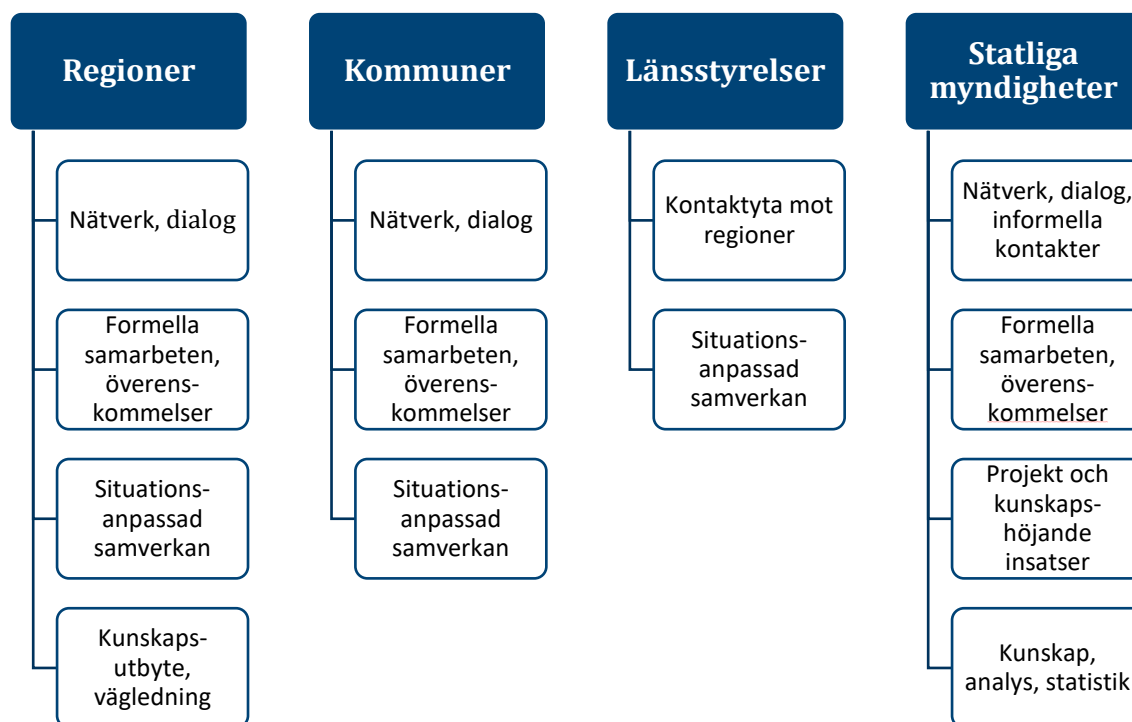 Regioner
Nätverk, dialog
Formella
samarbeten,
överens-
kommelser
Situations-
anpassad
samverkan
Kunskaps-
utbyte,
vägledning
Kommuner
Nätverk, dialog
Formella
samarbeten,
överens-
kommelser
Situations-
anpassad
samverkan
Länsstyrelser
Kontaktyta mot
regioner
Situations-
anpassad
samverkan
Statliga
myndigheter
Nätverk, dialog,
informella
kontakter
Formella
samarbeten,
överens-
kommelser
Projekt och
kunskaps-
höjande
insatser
Kunskap,
analys, statistik